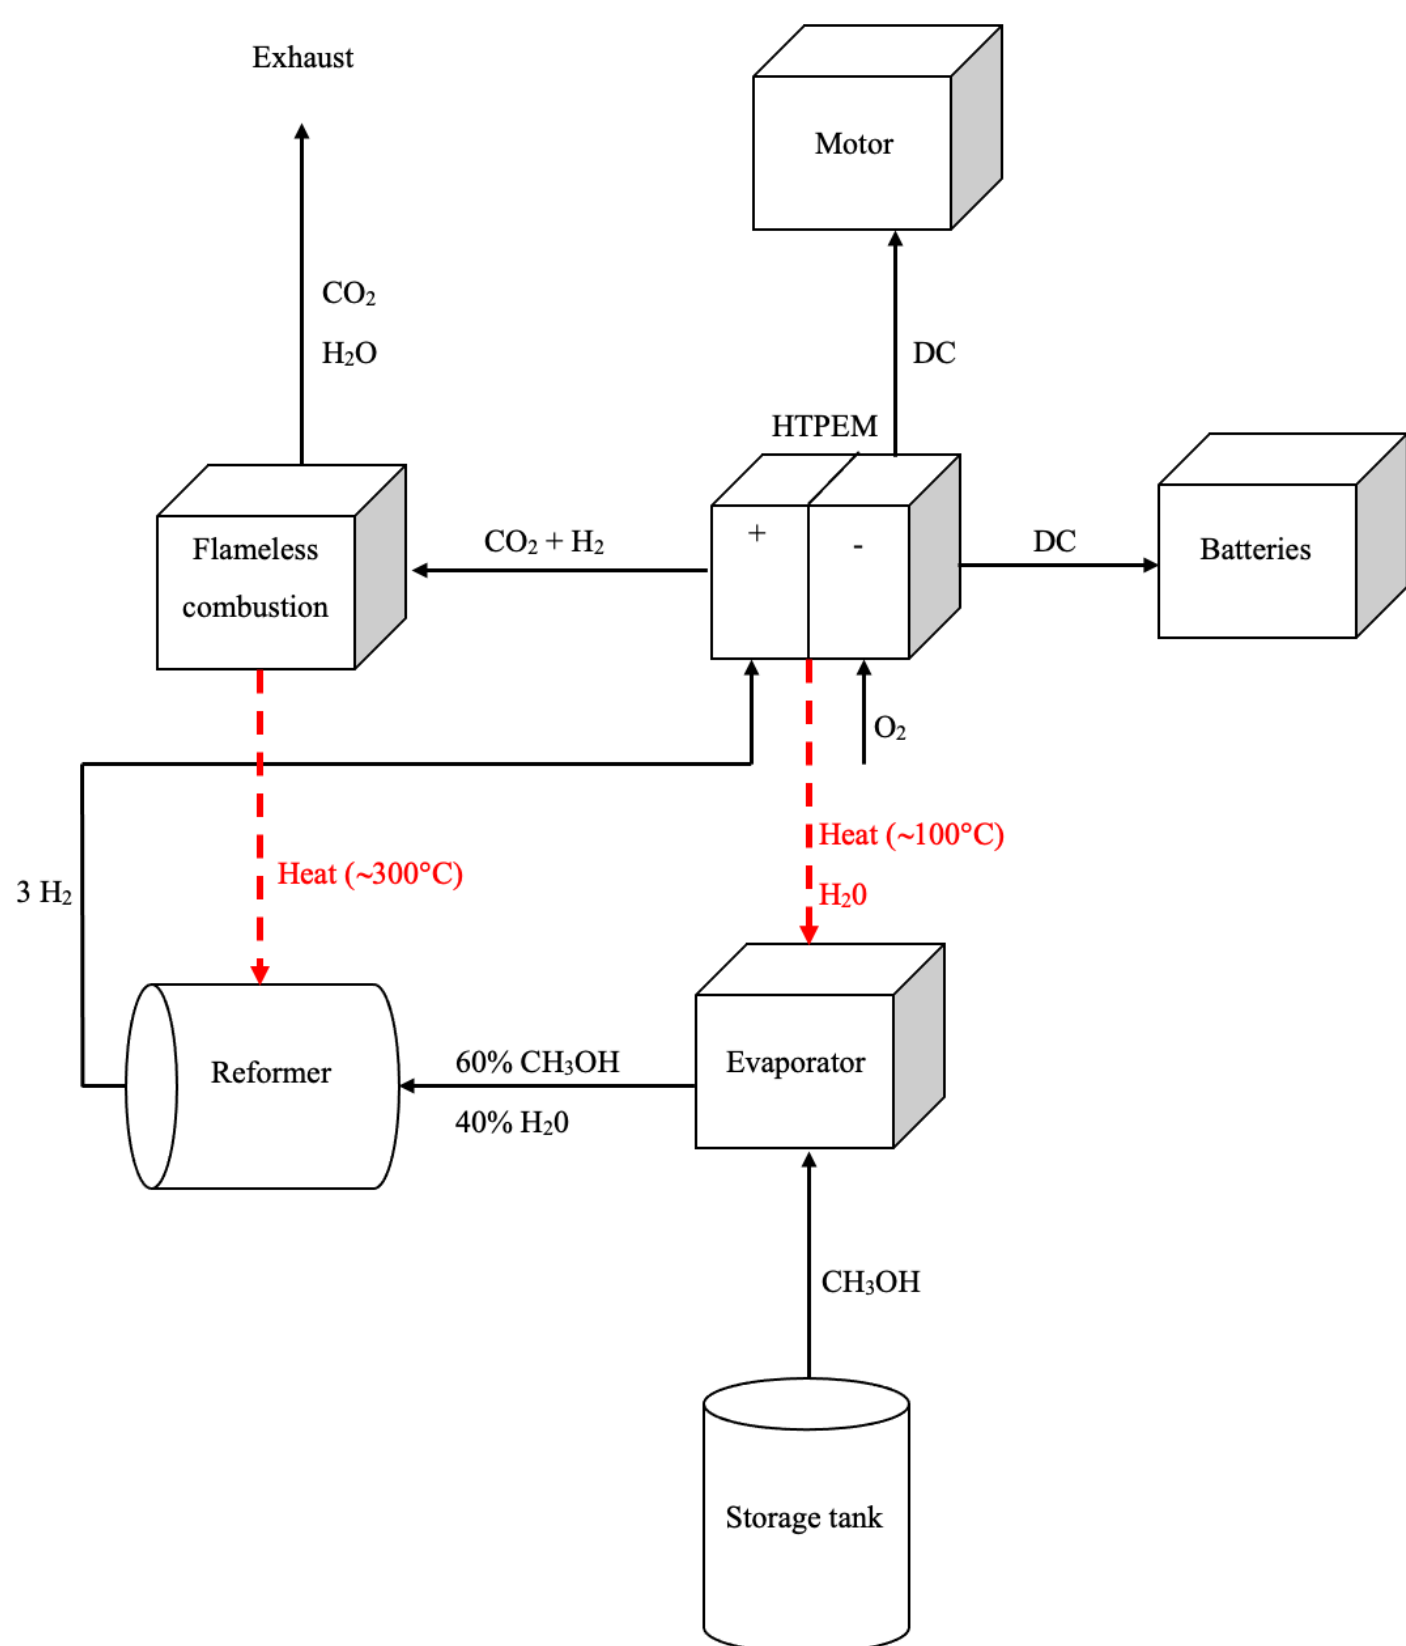 Exhaust
Motor
CO₂
H₂O
DC
HTPEM
Flameless
combustion
CO₂ + H₂
+
-
DC
Batteries
O₂
Heat (~100°C)
H₂0
Heat (~300°C)
3 H₂
Reformer
60% CH₃OH
40% H₂0
Evaporator
CH₃OH
Storage tank